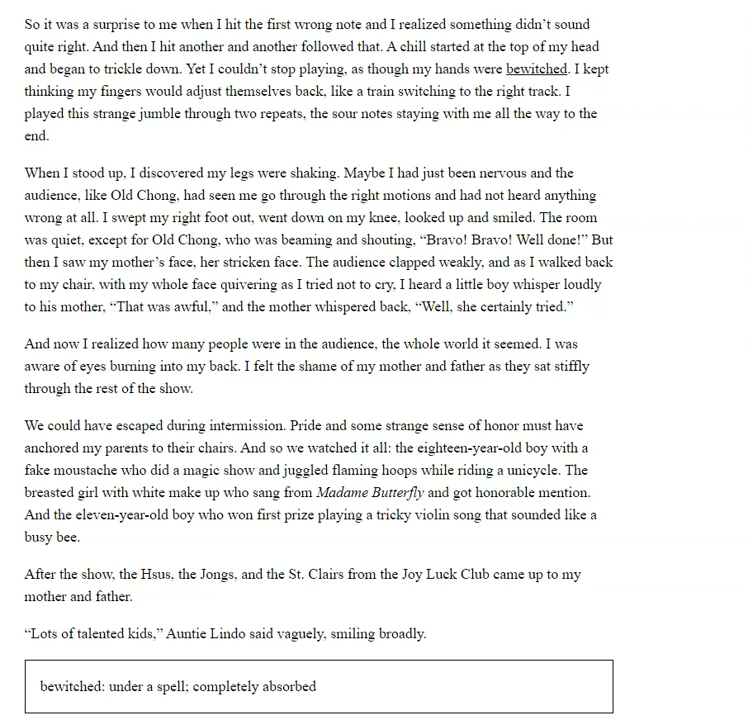 So it was a surprise to me when I hit the first wrong note and I realized something didn’t sound
quite right. And then I hit another and another followed that. A chill started at the top of my head
and began to trickle down. Yet I couldn’t stop playing, as though my hands were bewitched. I kept
thinking my fingers would adjust themselves back, like a train switching to the right track. I
played this strange jumble through two repeats, the sour notes staying with me all the way to the
end.
When I stood up, I discovered my legs were shaking. Maybe I had just been nervous and the
audience, like Old Chong, had seen me go through the right motions and had not heard anything
wrong at all. I swept my right foot out, went down on my knee, looked up and smiled. The room
was quiet, except for Old Chong, who was beaming and shouting, “Bravo! Bravo! Well done!” But
then I saw my mother’s face, her stricken face. The audience clapped weakly, and as I walked back
to my chair, with my whole face quivering as I tried not to cry, I heard a little boy whisper loudly
to his mother, “That was awful,” and the mother whispered back, “Well, she certainly tried.”
And now I realized how many people were in the audience, the whole world it seemed. I was
aware of eyes burning into my back. I felt the shame of my mother and father as they sat stiffly
through the rest of the show.
We could have escaped during intermission. Pride and some strange sense of honor must have
anchored my parents to their chairs. And so we watched it all: the eighteen-year-old boy with a
fake moustache who did a magic show and juggled flaming hoops while riding a unicycle. The
breasted girl with white make up who sang from Madame Butterfly and got honorable mention.
And the eleven-year-old boy who won first prize playing a tricky violin song that sounded like a
busy bee.
After the show, the Hsus, the Jongs, and the St. Clairs from the Joy Luck Club came up to my
mother and father.
“Lots of talented kids,” Auntie Lindo said vaguely, smiling broadly.
bewitched: under a spell; completely absorbed